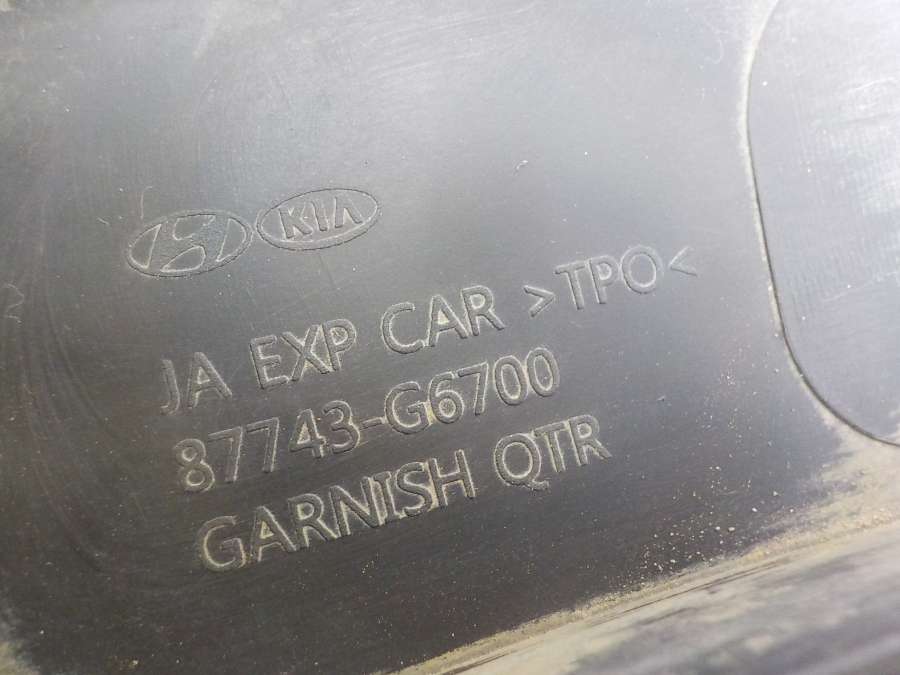 KIA
JA EXP CAR >TPO<
87743-G6700
GARNISH QTR